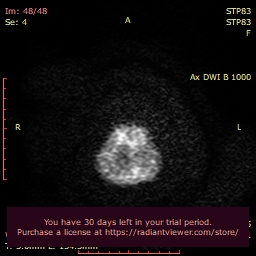 Im: 48/48
Se: 4
A
STP83
STP83
F
Ax DWI B 1000
R
L
You have 30 days left in your trial period.
Purchase a license at https://radiantviewer.com/store/